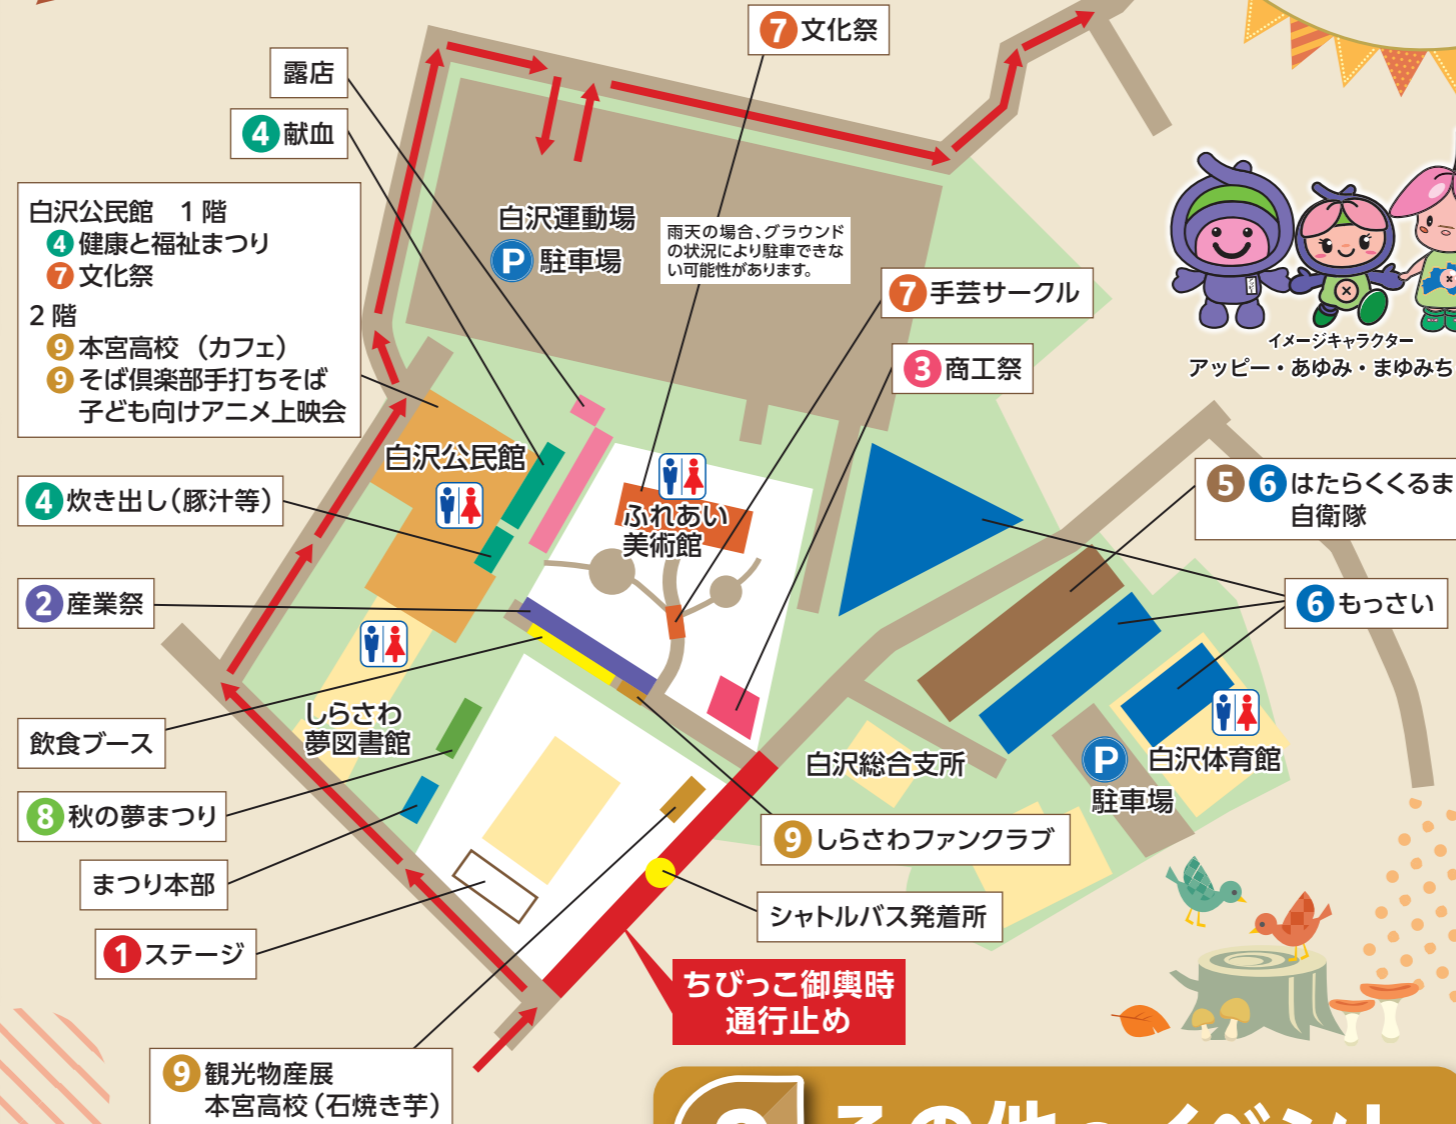 ⑦文化祭
露店
④献血
白沢公民館　1階
④健康と福祉まつり
⑦文化祭
2階
⑨本宮高校 （カフェ）
⑨そば倶楽部手打ちそば
子ども向けアニメ上映会
白沢運動場
P 駐車場
雨天の場合、グラウンド
の状況により駐車できな
い可能性があります。
⑦手芸サークル
③商工祭
イメージキャラクター
アッピー・あゆみ・まゆみち
白沢公民館
④炊き出し（豚汁等）
ふれあい
美術館
⑤⑥はたらくくるま
自衛隊
②産業祭
⑥もっさい
しらさわ
夢図書館
飲食ブース
白沢総合支所
P
駐車場
白沢体育館
⑧秋の夢まつり
⑨しらさわファンクラブ
まつり本部
シャトルバス発着所
①ステージ
ちびっこ御輿時
通行止め
⑨観光物産展
本宮高校（石焼き芋）
その他のイベント